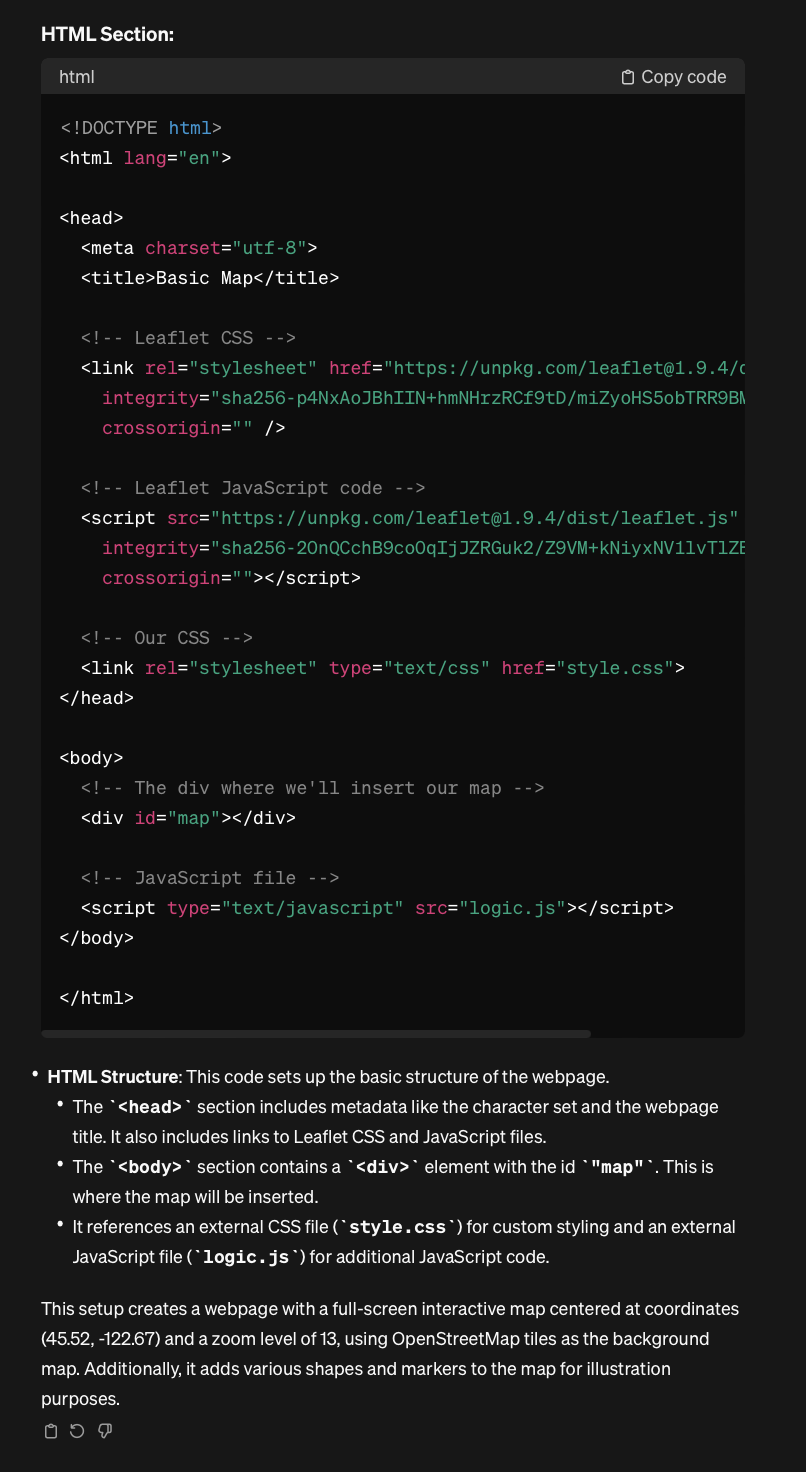 HTML Section:
html
Copy code
<!DOCTYPE html>
<html lang="en">
<head>
<meta charset="utf-8">
<title>Basic Map</title>
<!-- Leaflet CSS -->
<link rel="stylesheet" href="https://unpkg.com/leaflet@1.9.4/d
integrity="sha256-p4NxAoJBhIIN+hmNHrzRCf9tD/miZyoHS5obTRR9BM
crossorigin="" />
<!-- Leaflet JavaScript code -->
<script src="https://unpkg.com/leaflet@1.9.4/dist/leaflet.js"
integrity="sha256-20nQCchB9co0qIjJZRGuk2/Z9VM+kNiyxNV1lvTlZB
crossorigin=""></script>
<!-- Our CSS -->
<link rel="stylesheet" type="text/css" href="style.css">
</head>
<body>
<!-- The div where we'll insert our map -->
<div id="map"></div>
<!-- JavaScript file -->
<script type="text/javascript" src="logic.js"></script>
</body>
</html>
• HTML Structure: This code sets up the basic structure of the webpage.
• The `<head>` section includes metadata like the character set and the webpage
title. It also includes links to Leaflet CSS and JavaScript files.
• The `<body>` section contains a `<div>` element with the id `"map"`. This is
where the map will be inserted.
• It references an external CSS file (`style.css`) for custom styling and an external
JavaScript file (`logic.js`) for additional JavaScript code.
This setup creates a webpage with a full-screen interactive map centered at coordinates
(45.52, -122.67) and a zoom level of 13, using OpenStreetMap tiles as the background
map. Additionally, it adds various shapes and markers to the map for illustration
purposes.